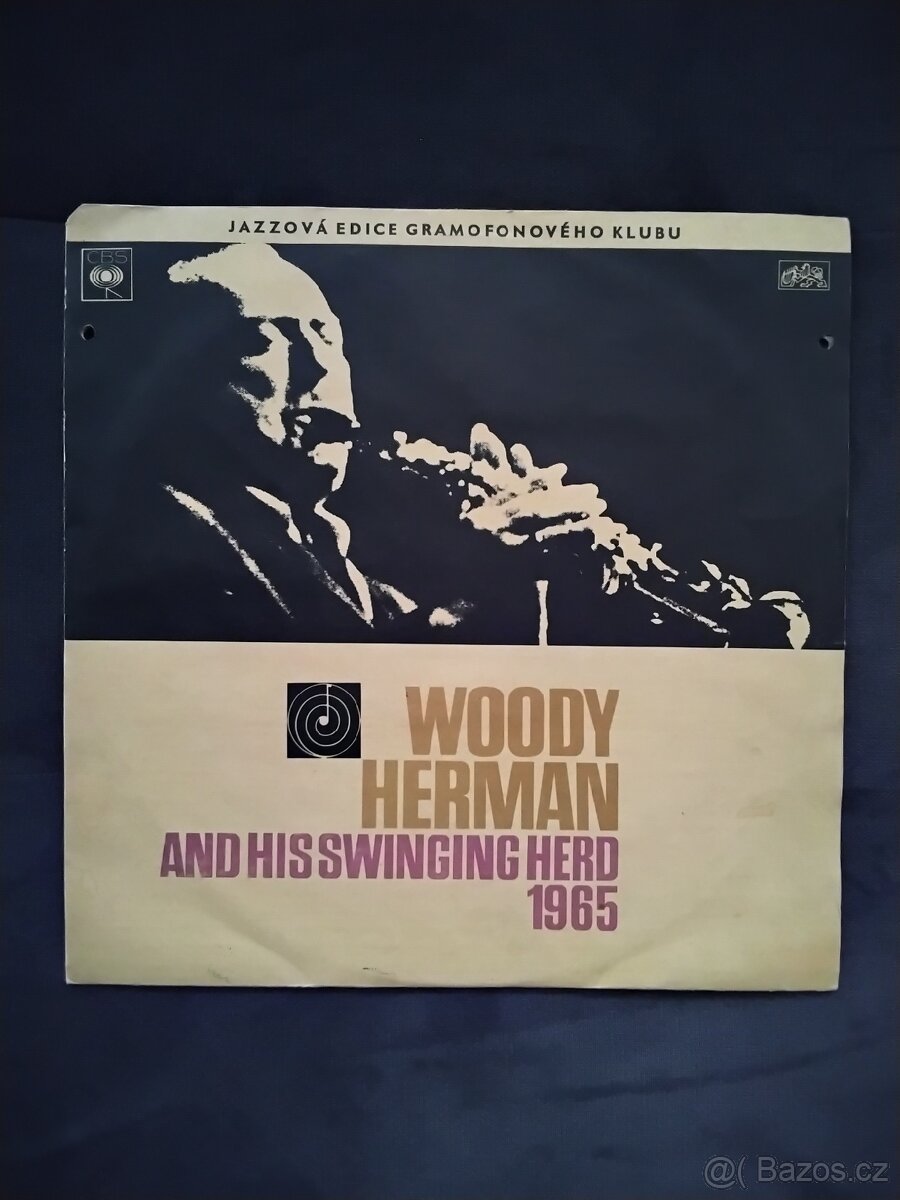 JAZZOVÁ EDICE GRAMOFONOVÉHO KLUBU
CBS
WOODY
HERMAN
AND HIS SWINGING HERD
1965
@( Bazos.cz